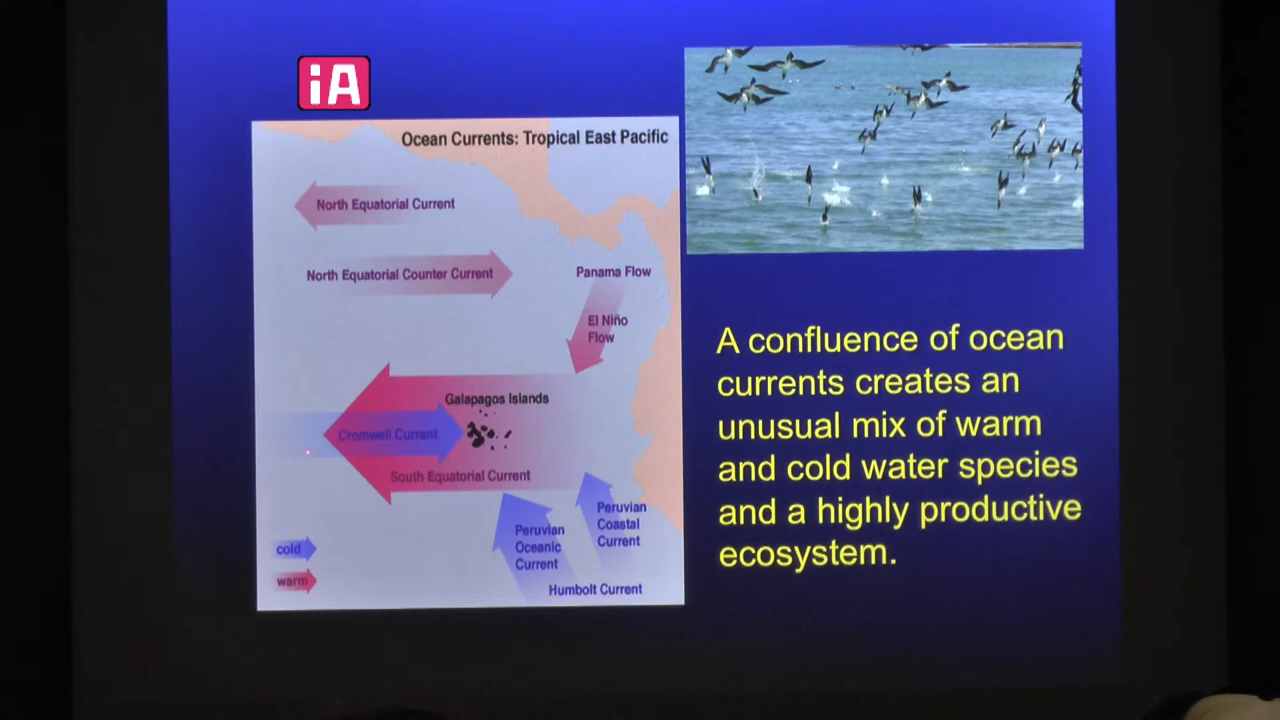 iA
Ocean Currents: Tropical East Pacific
North Equatorial Current
North Equatorial Counter Current
Panama Flow
El Niño
Flow
Galapagos Islands
Cromwell Current
South Equatorial Current
Peruvian
Oceanic
Current
Peruvian
Coastal
Current
Humbolt Current
cold
warm
A confluence of ocean
currents creates an
unusual mix of warm
and cold water species
and a highly productive
ecosystem.